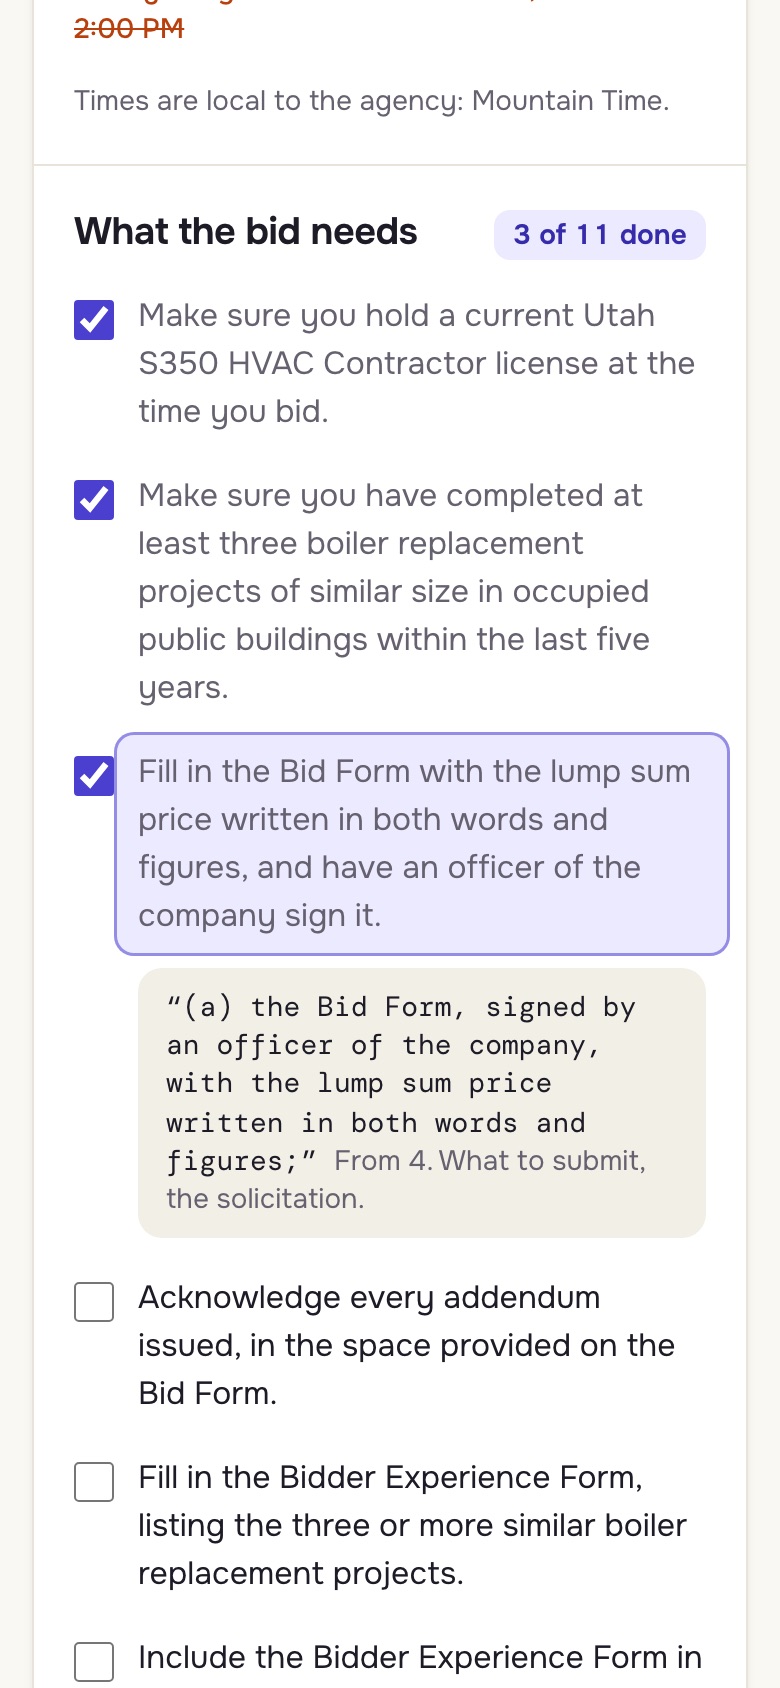 2:00 PM
Times are local to the agency: Mountain Time.
What the bid needs
3 of 11 done
Make sure you hold a current Utah
S350 HVAC Contractor license at the
time you bid.
Make sure you have completed at
least three boiler replacement
projects of similar size in occupied
public buildings within the last five
years.
Fill in the Bid Form with the lump sum
price written in both words and
figures, and have an officer of the
company sign it.
“(a) the Bid Form, signed by
an officer of the company,
with the lump sum price
written in both words and
figures;” From 4. What to submit,
the solicitation.
Acknowledge every addendum
issued, in the space provided on the
Bid Form.
Fill in the Bidder Experience Form,
listing the three or more similar boiler
replacement projects.
Include the Bidder Experience Form in